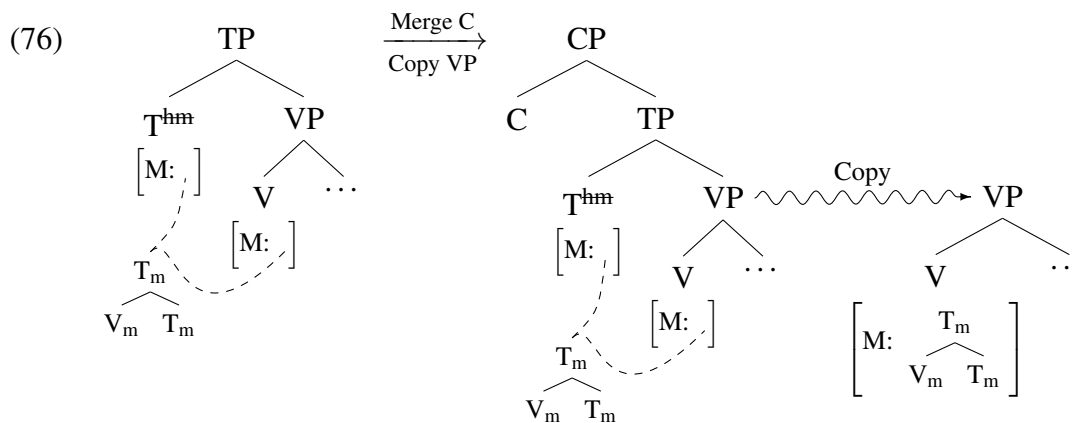 (76) TP Merge C CP
Copy VP
T^hm VP C TP
[M: ] V ... T^hm VP Copy VP
[M: ] [M: ] V ... V ..
T_m [M: ] [M: T_m ]
V_m T_m T_m V_m T_m
V_m T_m